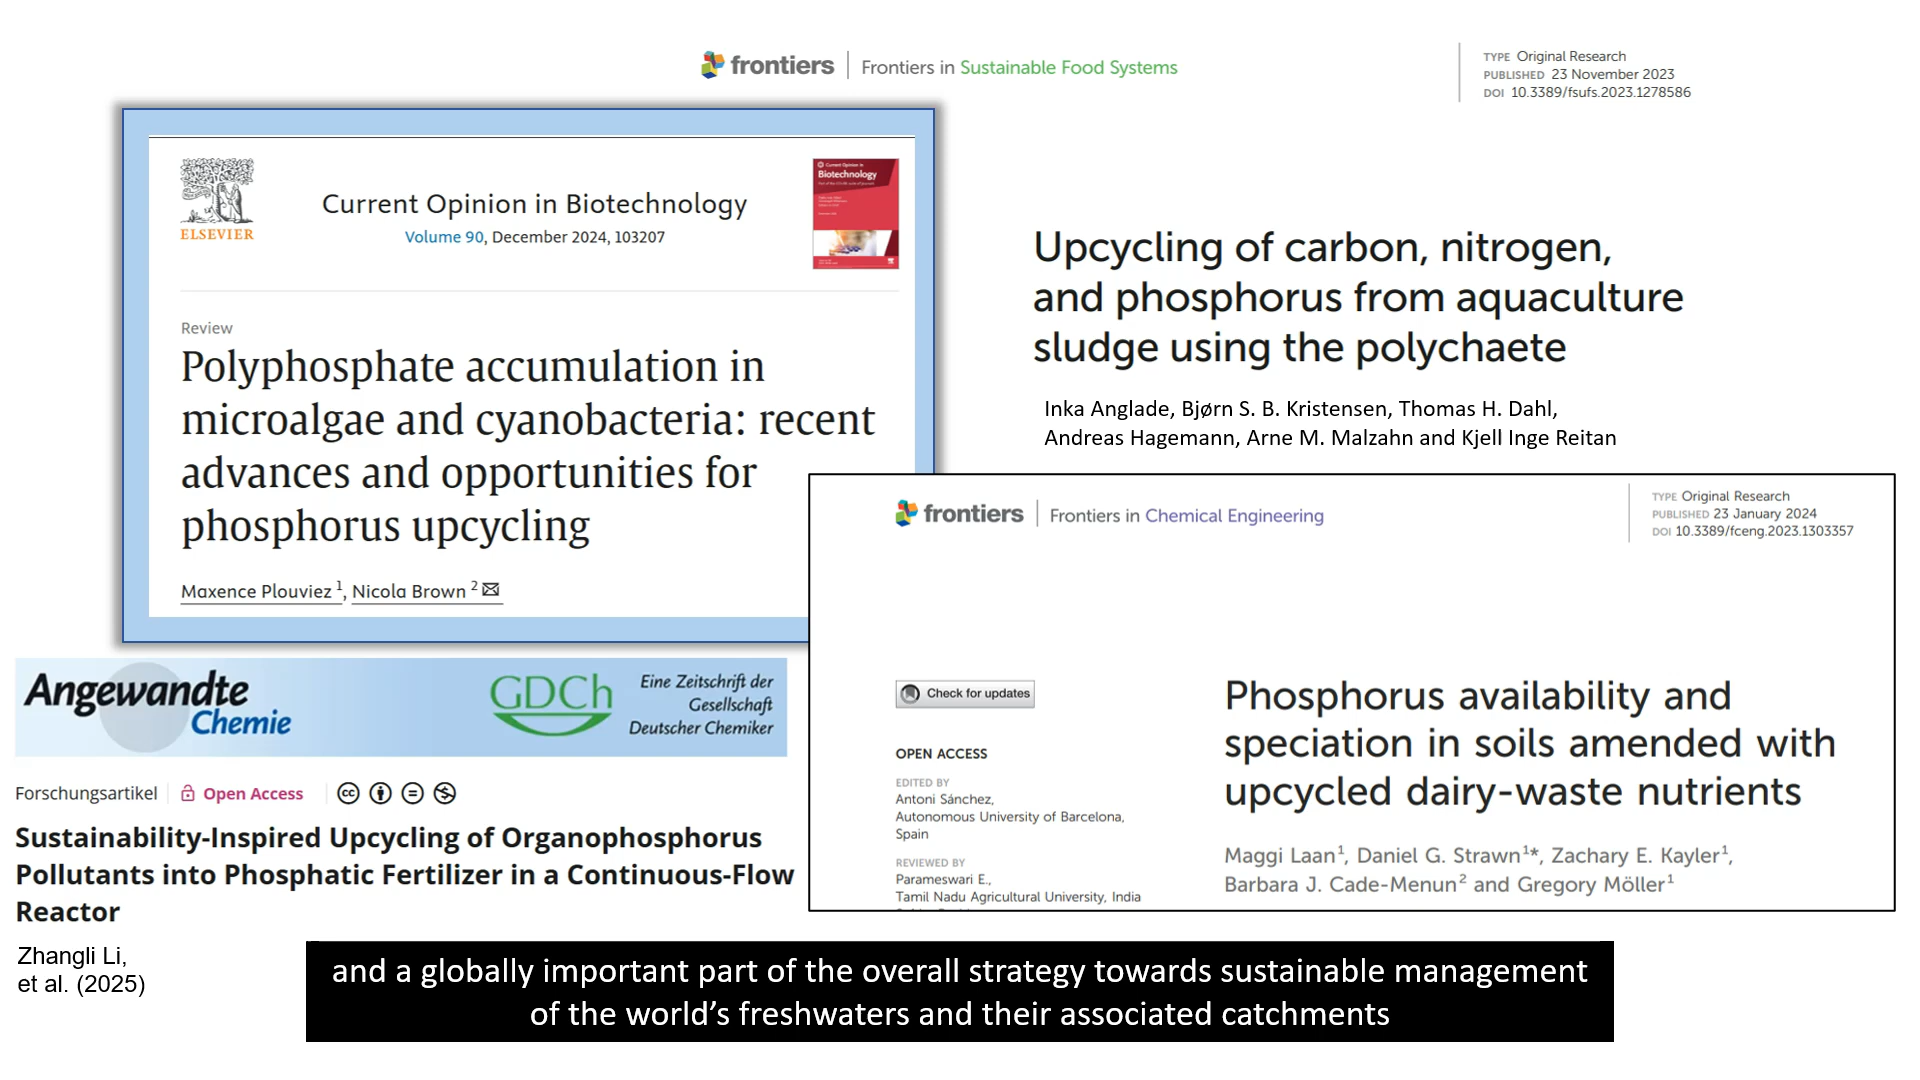 frontiers | Frontiers in Sustainable Food Systems
TYPE Original Research
PUBLISHED 23 November 2023
DOI 10.3389/fsufs.2023.1278586
ELSEVIER
Current Opinion in Biotechnology
Volume 90, December 2024, 103207
Current Opinion in
Biotechnology
Review
Polyphosphate accumulation in
microalgae and cyanobacteria: recent
advances and opportunities for
phosphorus upcycling
Maxence Plouviez 1, Nicola Brown 2
Upcycling of carbon, nitrogen,
and phosphorus from aquaculture
sludge using the polychaete
Inka Anglade, Bjørn S. B. Kristensen, Thomas H. Dahl,
Andreas Hagemann, Arne M. Malzahn and Kjell Inge Reitan
frontiers | Frontiers in Chemical Engineering
TYPE Original Research
PUBLISHED 23 January 2024
DOI 10.3389/fceng.2023.1303357
Check for updates
OPEN ACCESS
EDITED BY
Antoni Sánchez,
Autonomous University of Barcelona,
Spain
REVIEWED BY
Parameswari E.,
Tamil Nadu Agricultural University, India
Phosphorus availability and
speciation in soils amended with
upcycled dairy-waste nutrients
Maggi Laan1, Daniel G. Strawn1*, Zachary E. Kayler1,
Barbara J. Cade-Menun2 and Gregory Möller1
Angewandte
Chemie
GDCh
Eine Zeitschrift der
Gesellschaft
Deutscher Chemiker
Forschungsartikel
Open Access
cc
Sustainability-Inspired Upcycling of Organophosphorus
Pollutants into Phosphatic Fertilizer in a Continuous-Flow
Reactor
Zhangli Li,
et al. (2025)
and a globally important part of the overall strategy towards sustainable management
of the world’s freshwaters and their associated catchments